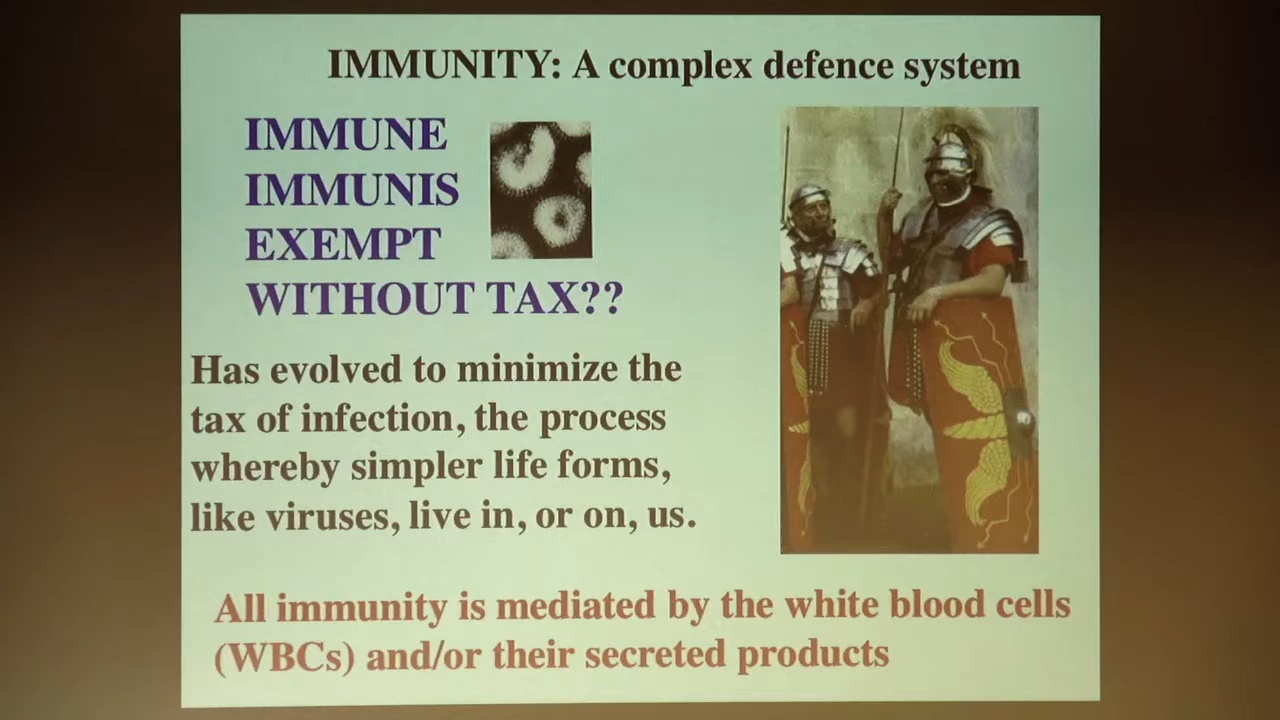 IMMUNITY: A complex defence system
IMMUNE
IMMUNIS
EXEMPT
WITHOUT TAX??
Has evolved to minimize the
tax of infection, the process
whereby simpler life forms,
like viruses, live in, or on, us.
All immunity is mediated by the white blood cells
(WBCs) and/or their secreted products